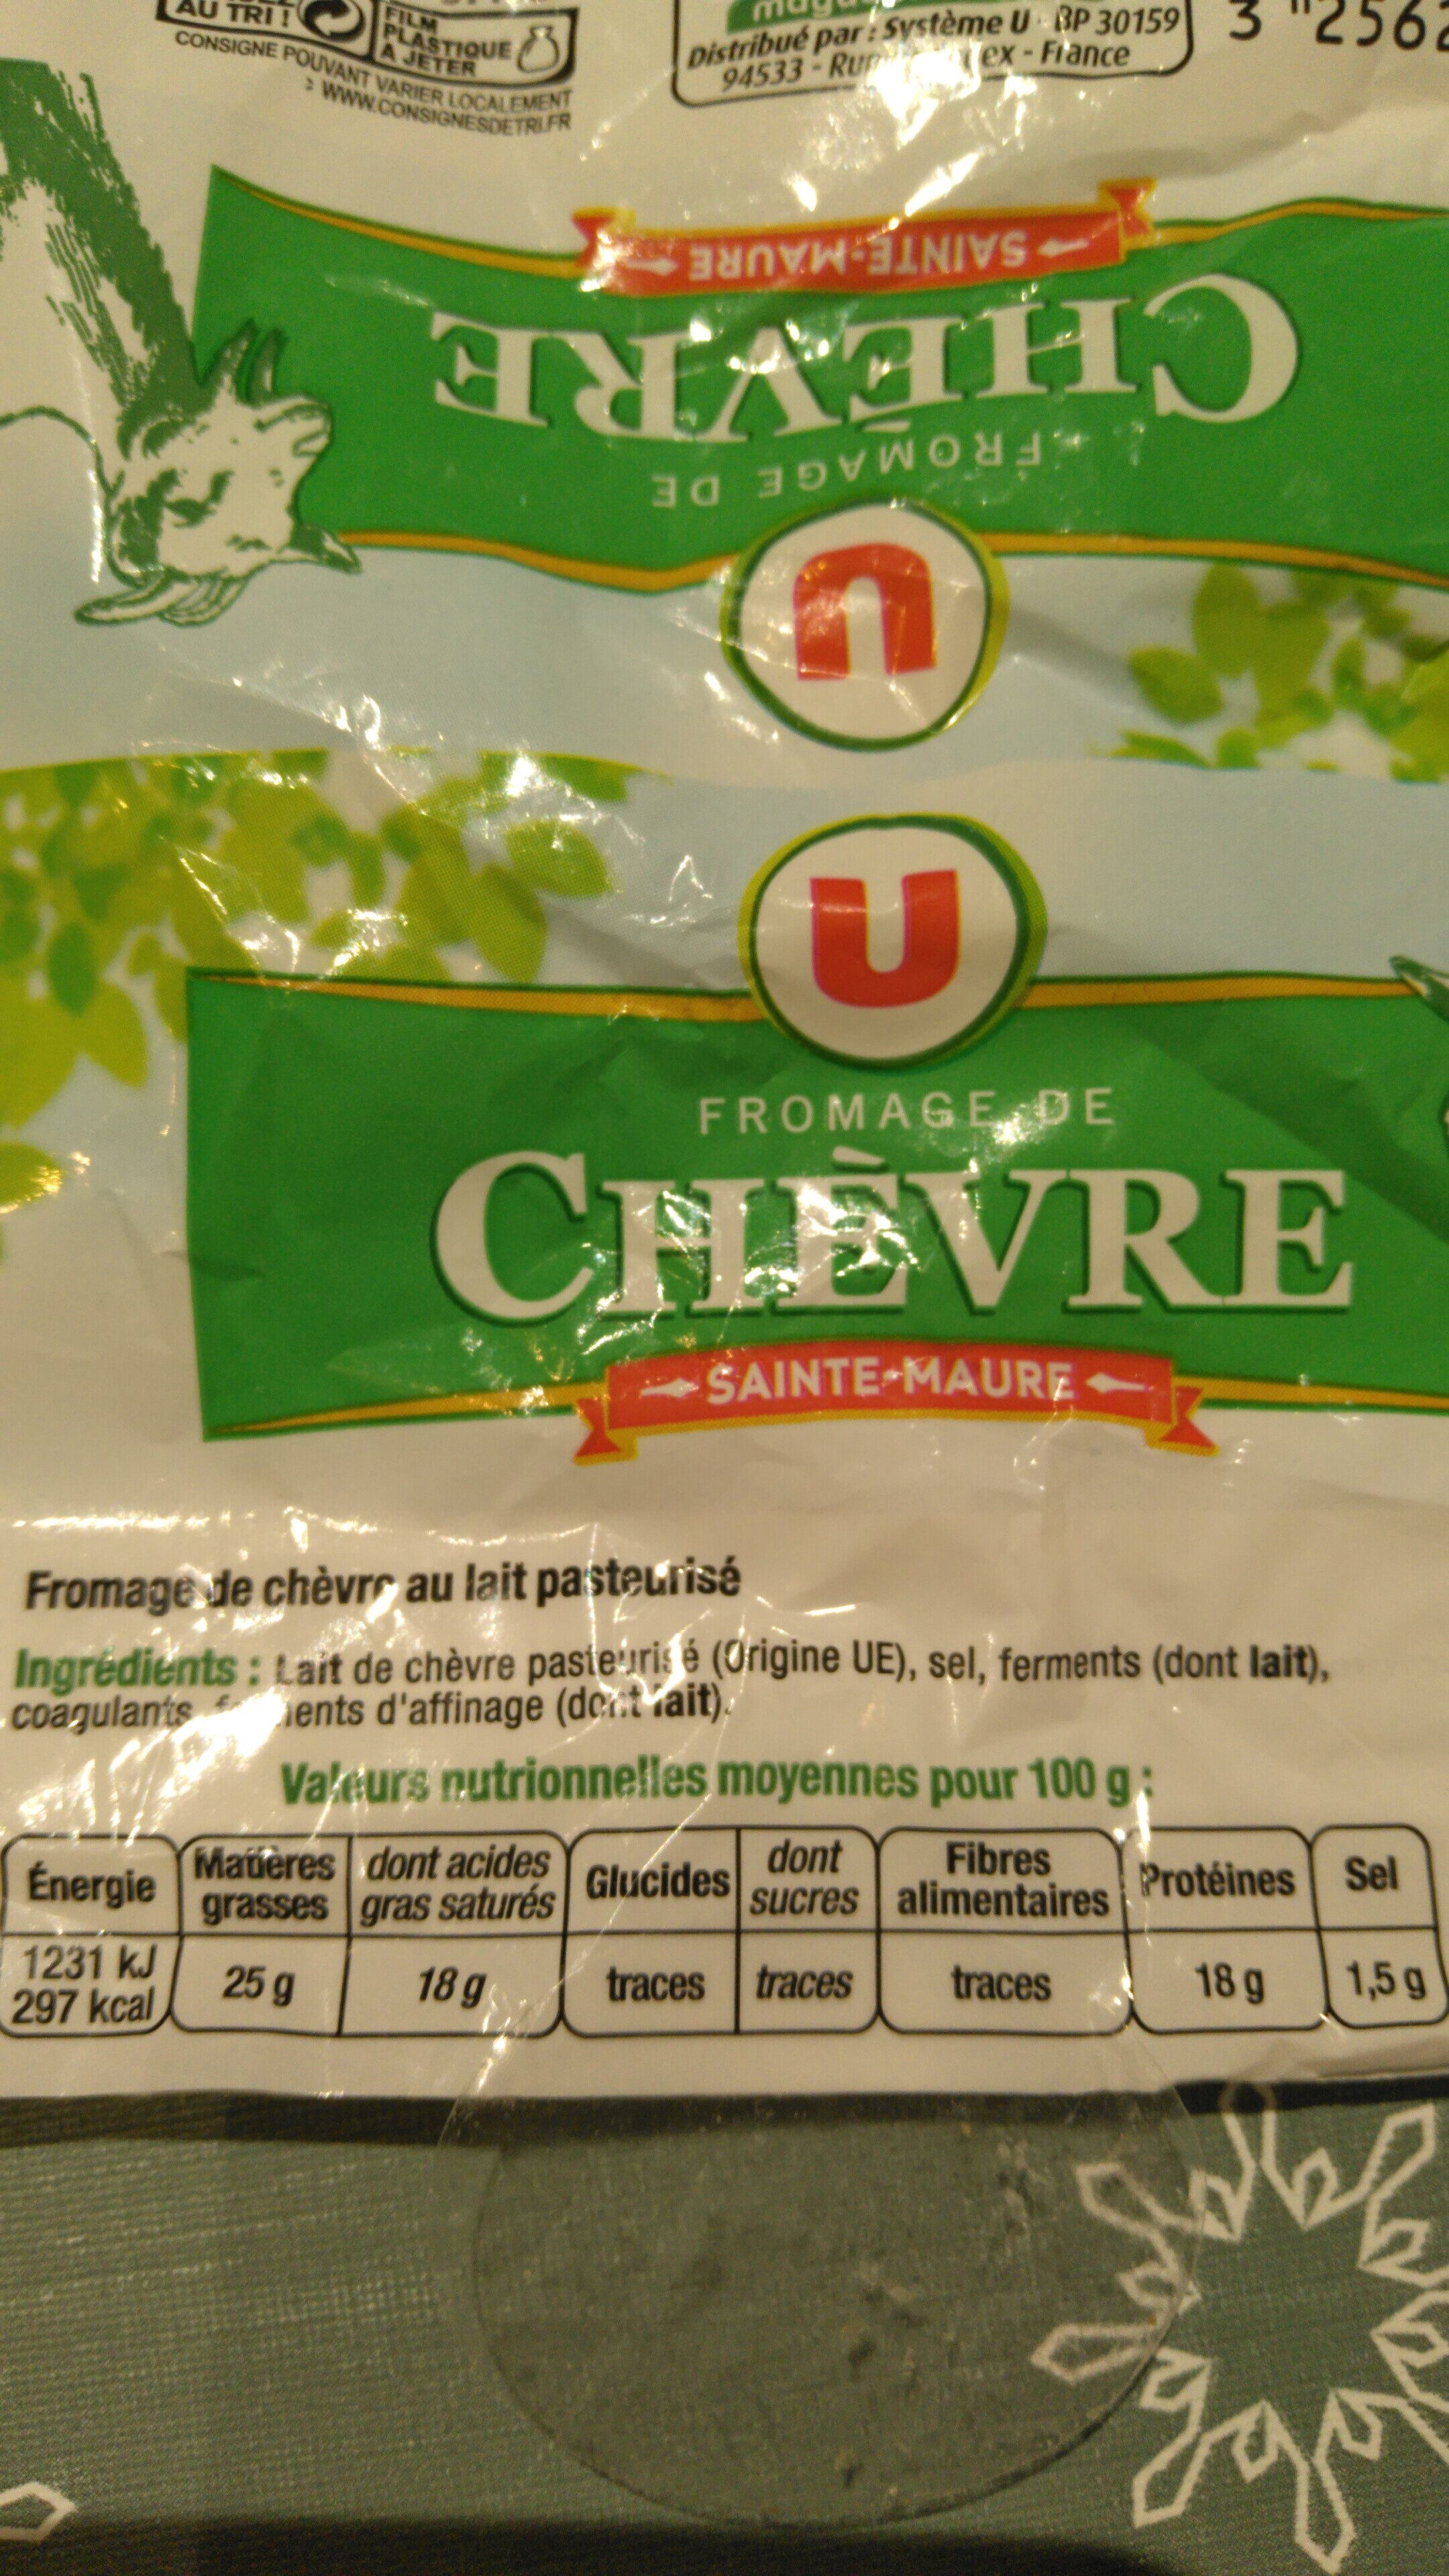 AU TRI !
FILM
PLASTIQUE
À JETER
CONSIGNE POUVANT VARIER LOCALEMENT
WWW.CONSIGNESDETRI.FR
Distribué par : Système U - BP 30159
94533 - France
3 "256
SAINTE-MAURE
CHÈVRE
FROMAGE DE
U
U
FROMAGE DE
CHÈVRE
SAINTE-MAURE
Fromage de chèvre au lait pasteurisé
Ingrédients : Lait de chèvre pasteurisé (Origine UE), sel, ferments (dont lait),
coagulants, ferments d'affinage (dont lait).
Valeurs nutrionnelles moyennes pour 100 g :
Énergie Matières grasses dont acides gras saturés Glucides dont sucres Fibres alimentaires Protéines Sel
1231 kJ 297 kcal 25 g 18 g traces traces traces 18 g 1,5 g